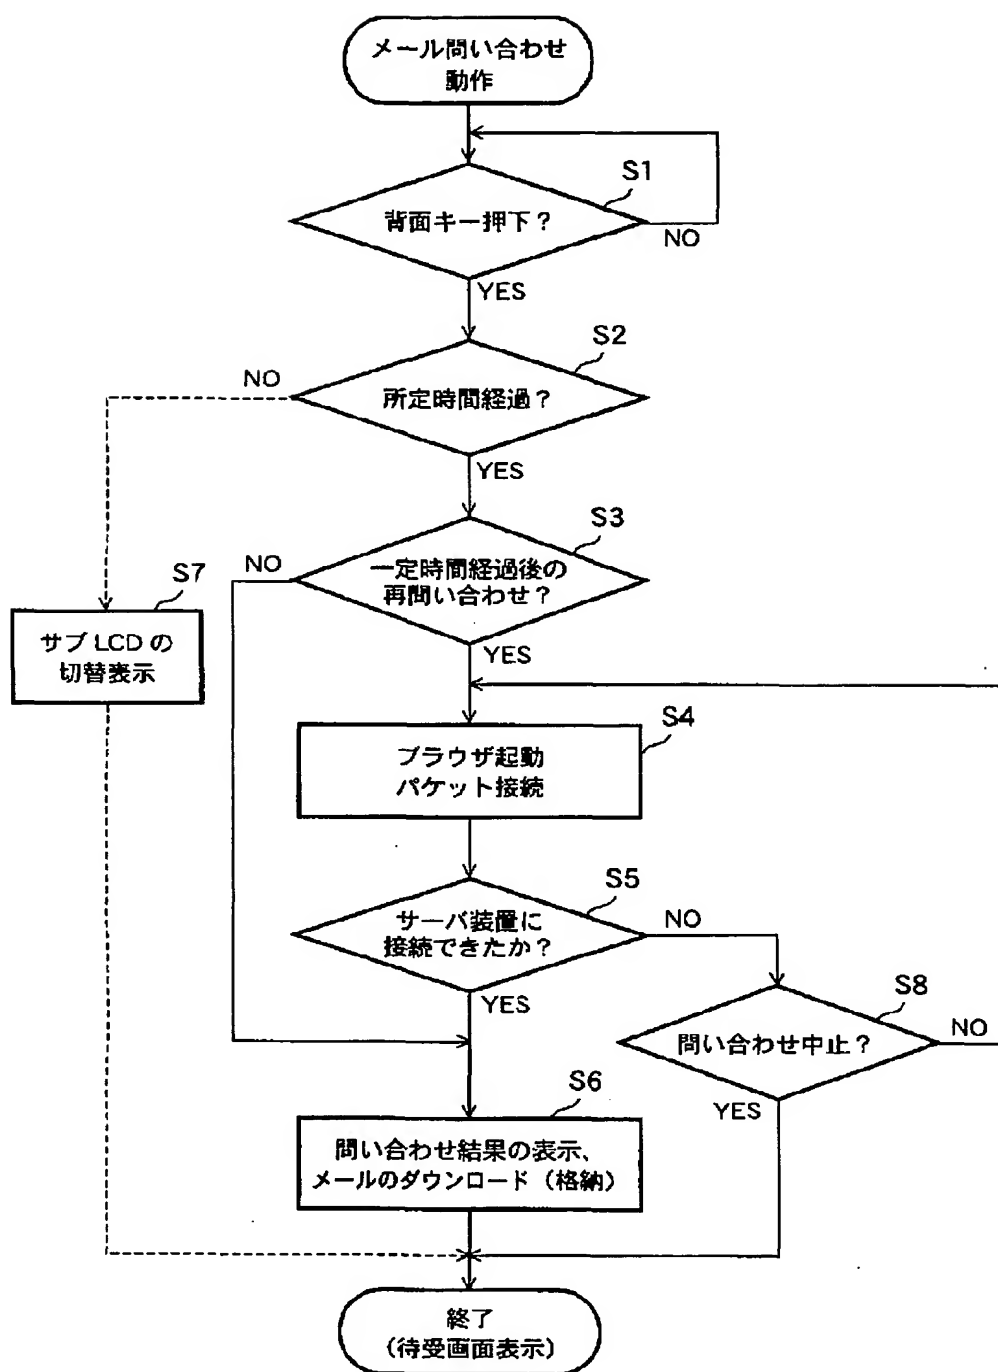 メール問い合わせ
動作
S1
背面キー押下？
NO
YES
S2
NO
所定時間経過？
YES
S3
NO
一定時間経過後の
再問い合わせ？
YES
S7
サブ LCD の
切替表示
S4
ブラウザ起動
パケット接続
S5
サーバ装置に
接続できたか？
NO
YES
S8
問い合わせ中止？
NO
YES
S6
問い合わせ結果の表示、
メールのダウンロード（格納）
終了
（待受画面表示）